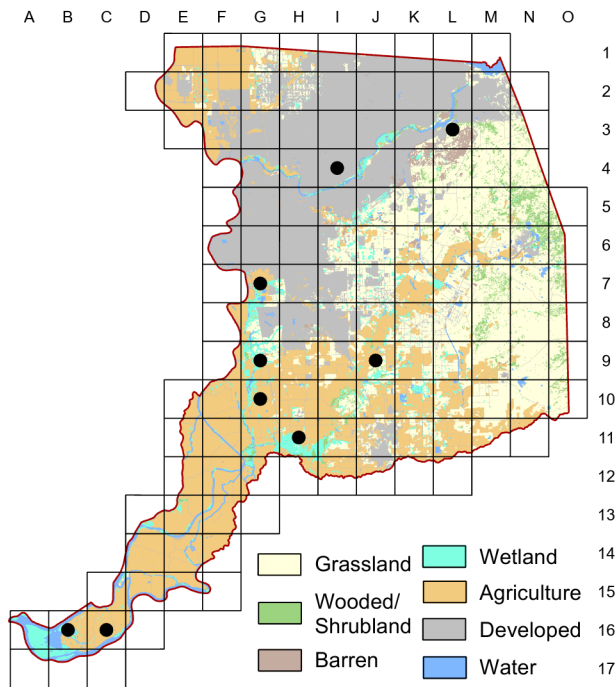 A B C D E F G H I J K L M N O
1
2
3
4
5
6
7
8
9
10
11
12
13
14
15
16
17
Grassland
Wooded/
Shrubland
Barren
Wetland
Agriculture
Developed
Water